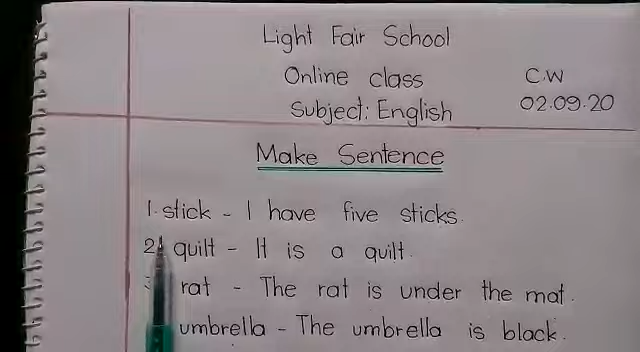 Light Fair School
Online class C.W
Subject: English 02.09.20
Make Sentence
1. stick - I have five sticks.
2 quilt - It is a quilt.
rat - The rat is under the mat.
umbrella - The umbrella is black.